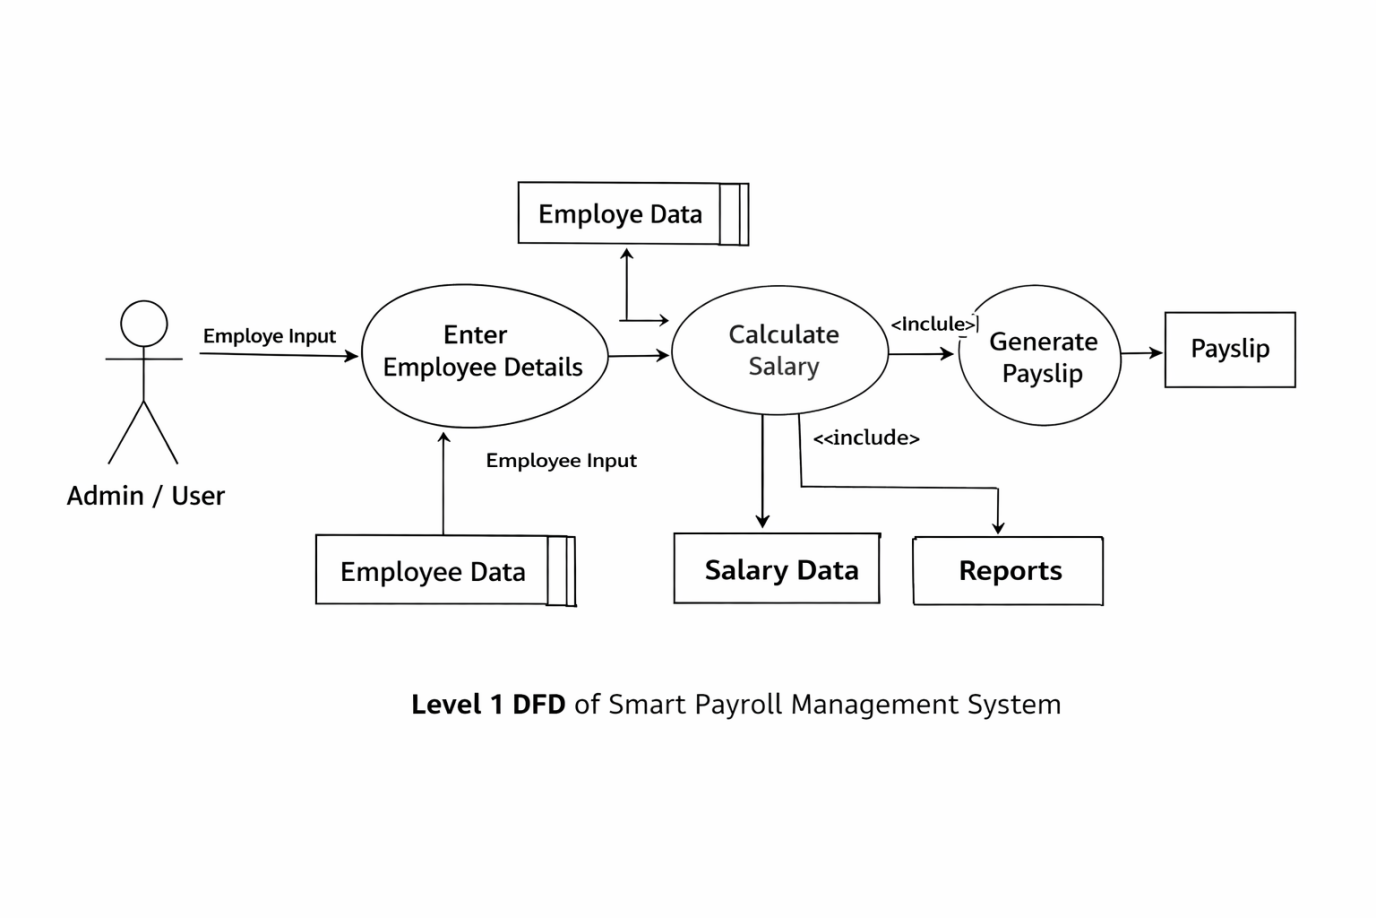 Employe Data
Employe Input
Enter
Employee Details
Calculate
Salary
<Inclule>
Generate
Payslip
Payslip
<<include>
Employee Input
Admin / User
Employee Data
Salary Data
Reports
Level 1 DFD of Smart Payroll Management System